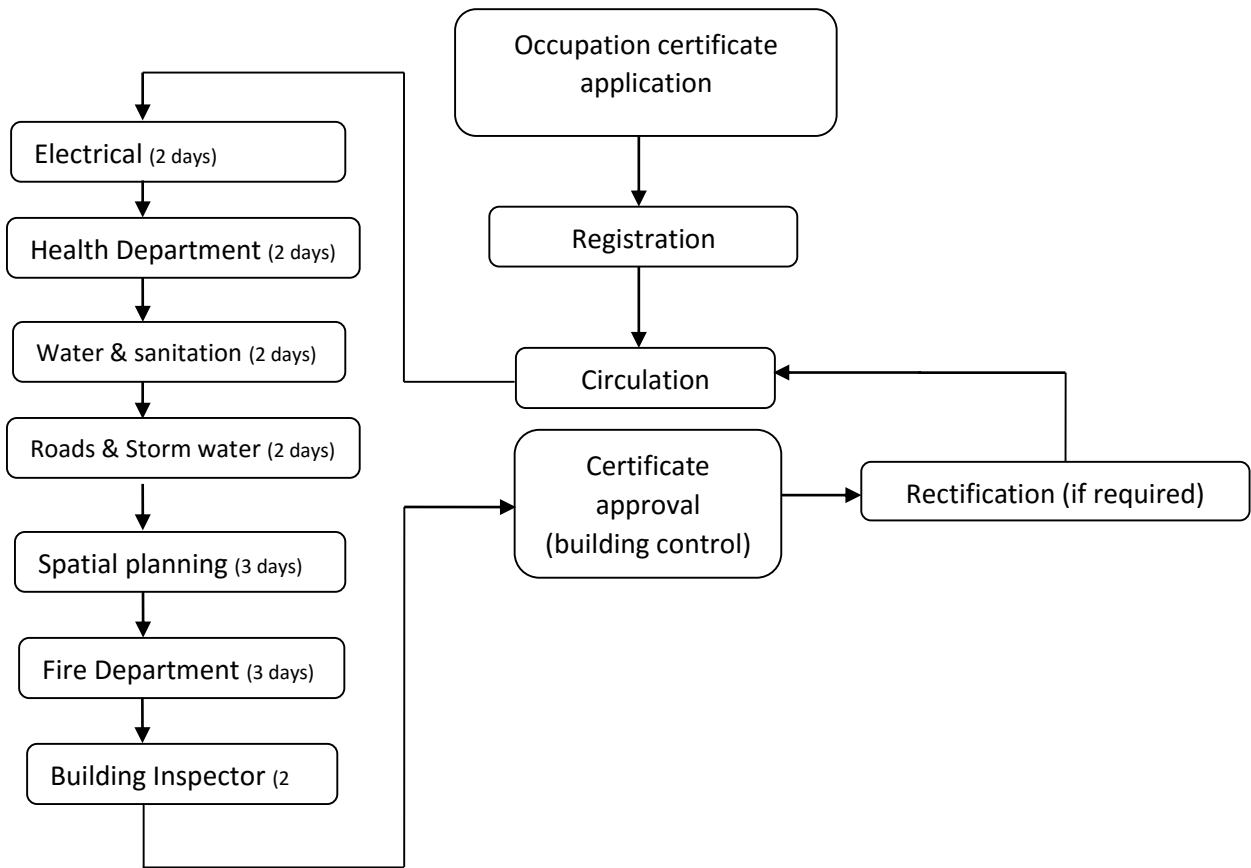 Occupation certificate
application
Registration
Circulation
Electrical (2 days)
Health Department (2 days)
Water & sanitation (2 days)
Roads & Storm water (2 days)
Spatial planning (3 days)
Fire Department (3 days)
Building Inspector (2
Certificate
approval
(building control)
Rectification (if required)